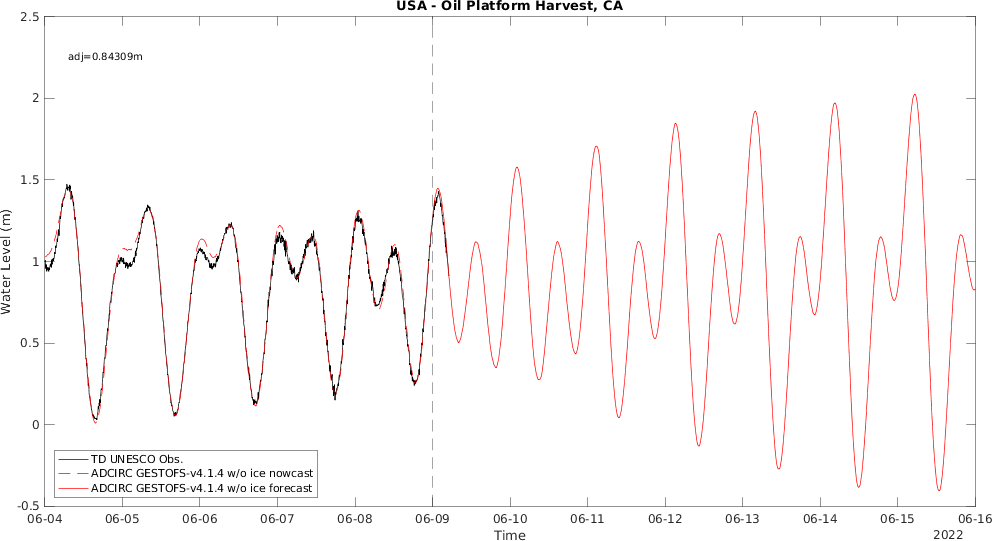 USA - Oil Platform Harvest, CA
2.5
adj=0.84309m
2
1.5
1
0.5
0
-0.5
Water Level (m)
TD UNESCO Obs.
ADCIRC GESTOFS-v4.1.4 w/o ice nowcast
ADCIRC GESTOFS-v4.1.4 w/o ice forecast
06-04 06-05 06-06 06-07 06-08 06-09 06-10 06-11 06-12 06-13 06-14 06-15 06-16
Time
2022